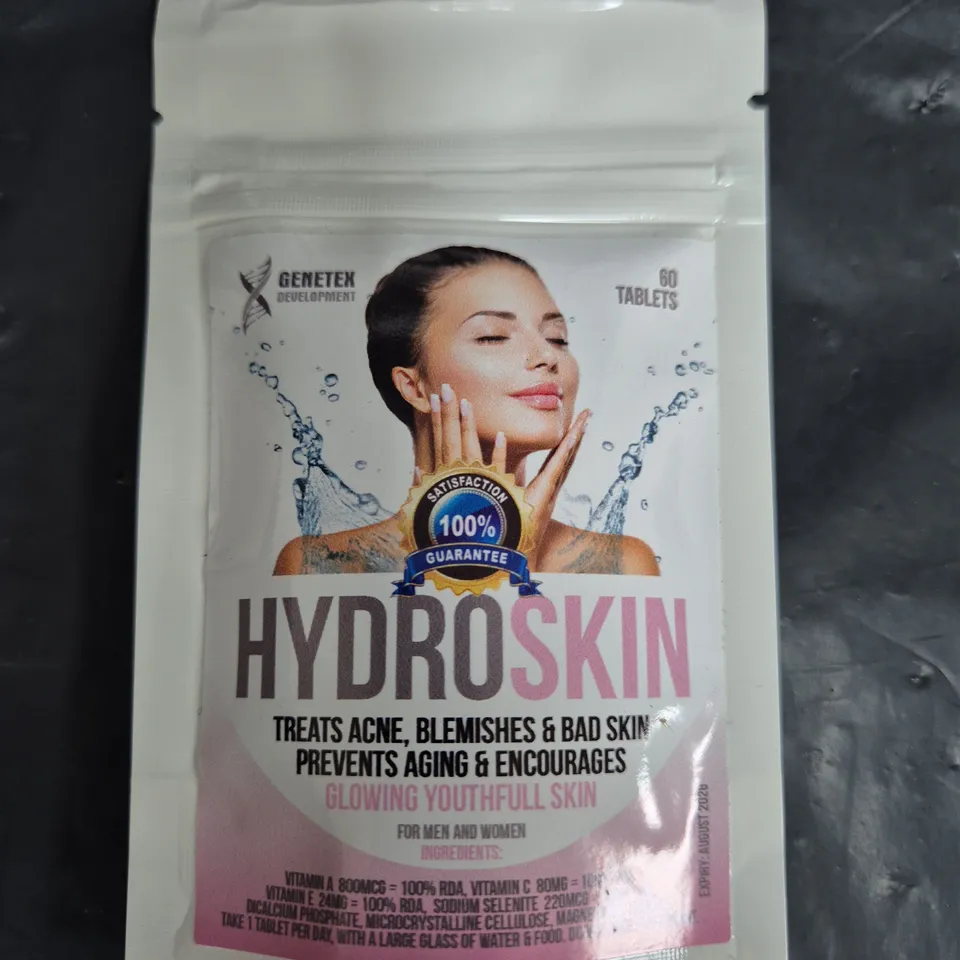 GENETEX
DEVELOPMENT
60
TABLETS
SATISFACTION
100%
GUARANTEE
HYDROSKIN
TREATS ACNE, BLEMISHES & BAD SKIN
PREVENTS AGING & ENCOURAGES
GLOWING YOUTHFULL SKIN
FOR MEN AND WOMEN
INGREDIENTS:
VITAMIN A 800MCG = 100% RDA, VITAMIN C 80MG =
VITAMIN E 24MG = 100% RDA, SODIUM SELENITE 220MCG
DICALCIUM PHOSPHATE, MICROCRYSTALLINE CELLULOSE,
TAKE 1 TABLET PER DAY, WITH A LARGE GLASS OF WATER & FOOD.
EXPIRY: AUGUST 2026